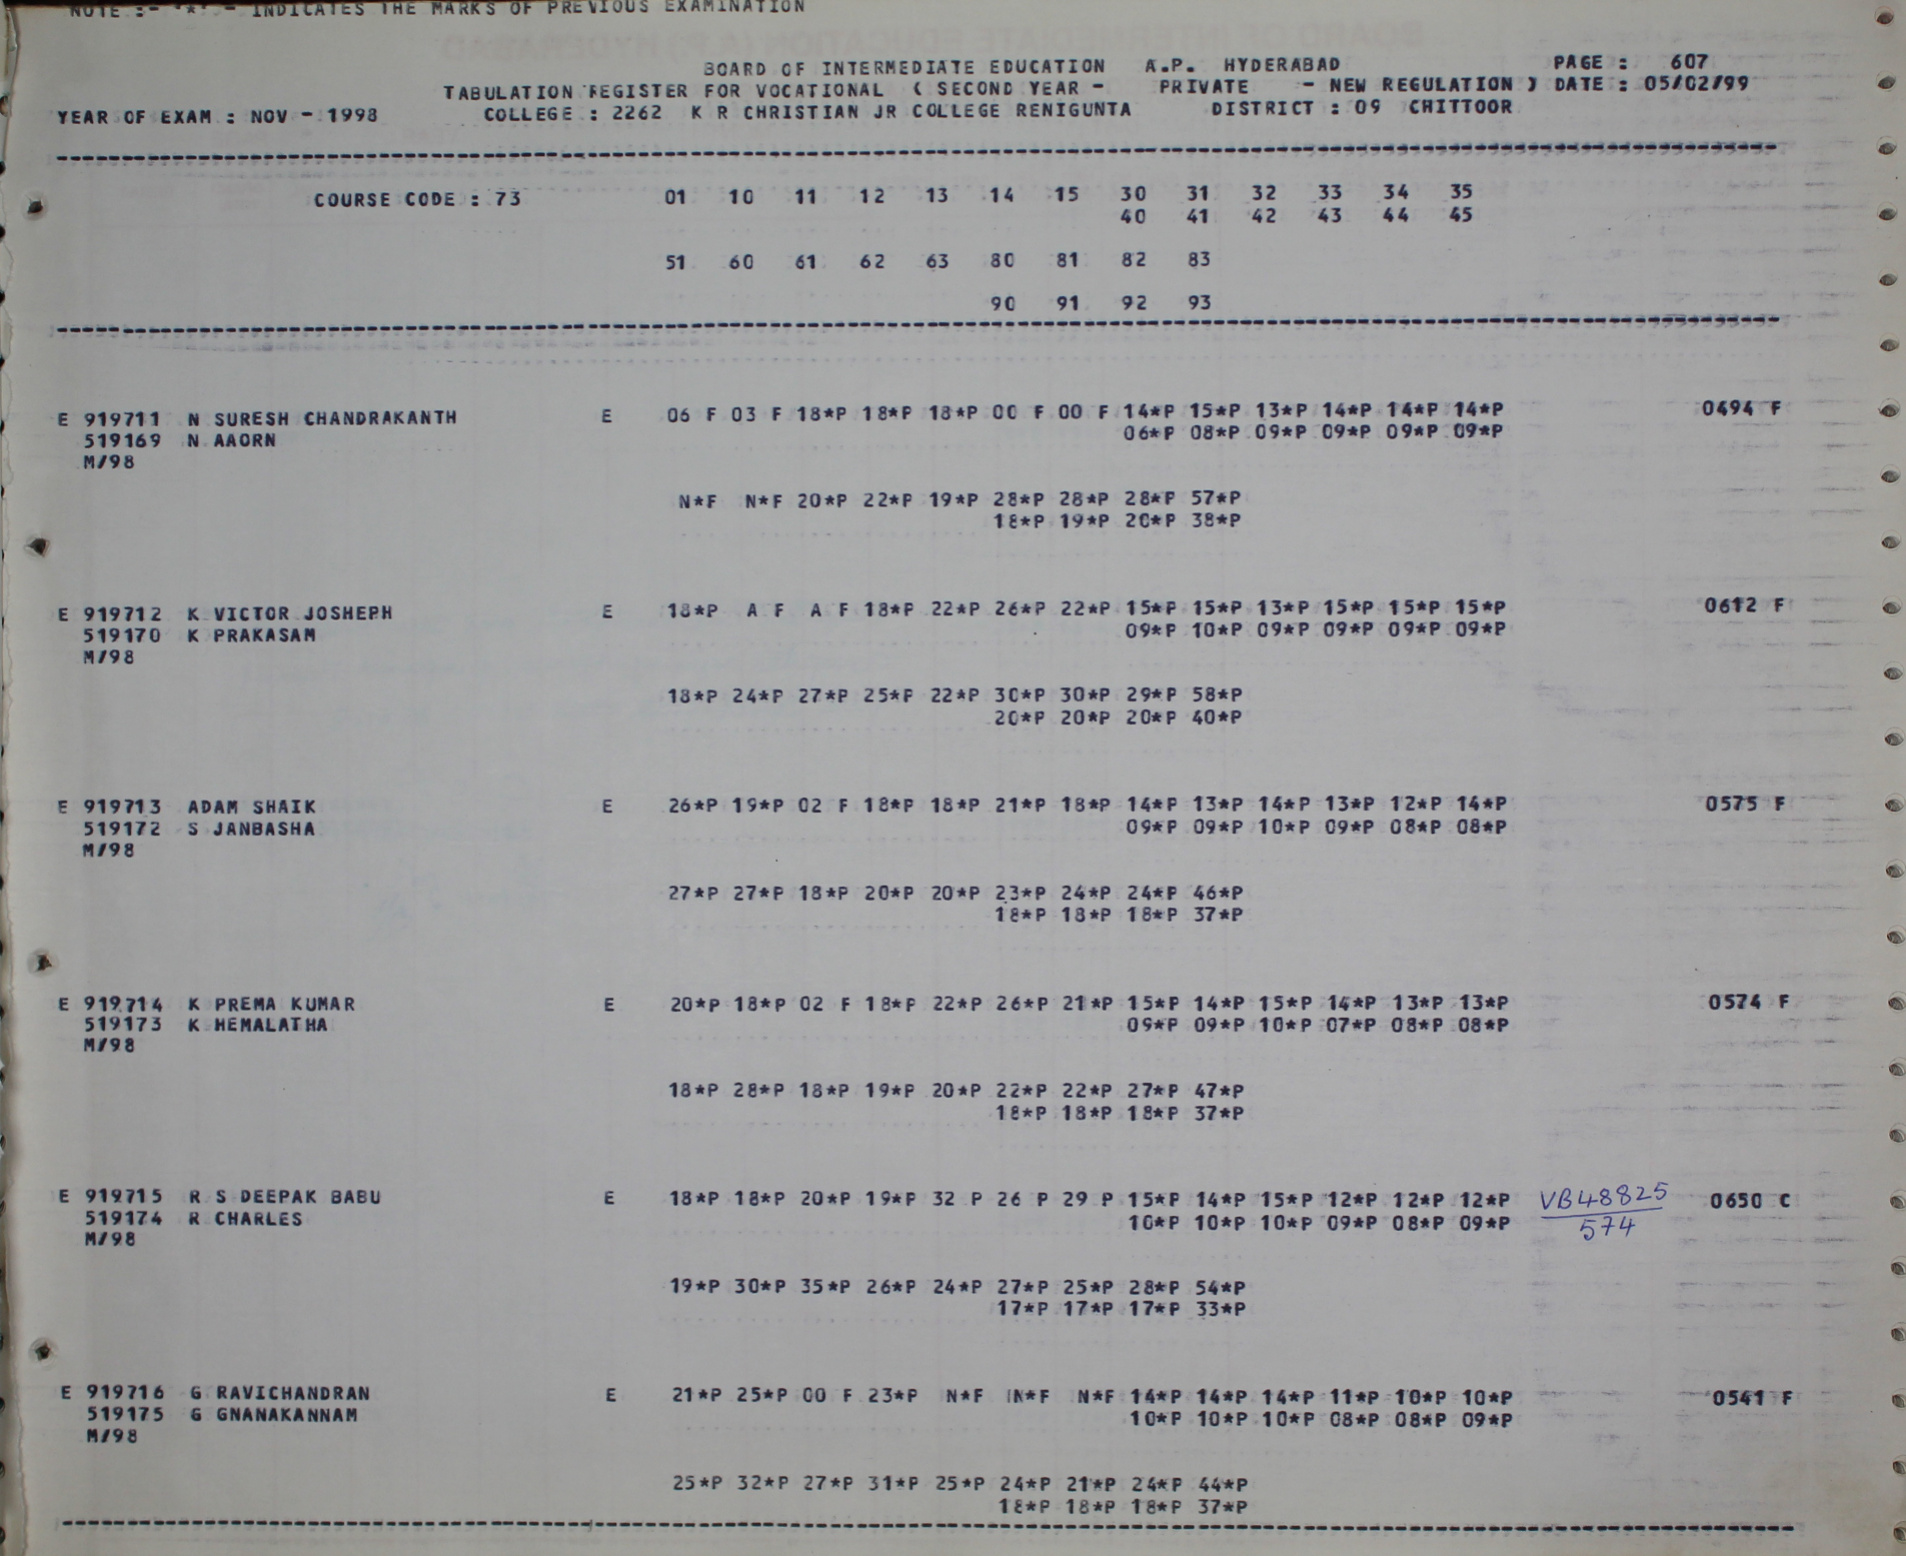 NOTE :- '*' - INDICATES THE MARKS OF PREVIOUS EXAMINATION
BOARD OF INTERMEDIATE EDUCATION A.P. HYDERABAD PAGE : 607
TABULATION REGISTER FOR VOCATIONAL ( SECOND YEAR - PRIVATE - NEW REGULATION ) DATE : 05/02/99
YEAR OF EXAM : NOV - 1998 COLLEGE : 2262 K R CHRISTIAN JR COLLEGE RENIGUNTA DISTRICT : 09 CHITTOOR
COURSE CODE : 73 01 10 11 12 13 14 15 30 31 32 33 34 35
40 41 42 43 44 45
51 60 61 62 63 80 81 82 83
90 91 92 93
E 919711 N SURESH CHANDRAKANTH E 06 F 03 F 18*P 18*P 18*P 00 F 00 F 14*P 15*P 13*P 14*P 14*P 14*P 0494 F
519169 N AAORN 06*P 08*P 09*P 09*P 09*P 09*P
M/98
N*F N*F 20*P 22*P 19*P 28*P 28*P 28*P 57*P
18*P 19*P 20*P 38*P
E 919712 K VICTOR JOSHEPH E 18*P A F A F 18*P 22*P 26*P 22*P 15*P 15*P 13*P 15*P 15*P 15*P 0612 F
519170 K PRAKASAM 09*P 10*P 09*P 09*P 09*P 09*P
M/98
18*P 24*P 27*P 25*P 22*P 30*P 30*P 29*P 58*P
20*P 20*P 20*P 40*P
E 919713 ADAM SHAIK E 26*P 19*P 02 F 18*P 18*P 21*P 18*P 14*P 13*P 14*P 13*P 12*P 14*P 0575 F
519172 S JANBASHA 09*P 09*P 10*P 09*P 08*P 08*P
M/98
27*P 27*P 18*P 20*P 20*P 23*P 24*P 24*P 46*P
18*P 18*P 18*P 37*P
E 919714 K PREMA KUMAR E 20*P 18*P 02 F 18*P 22*P 26*P 21*P 15*P 14*P 15*P 14*P 13*P 13*P 0574 F
519173 K HEMALATHA 09*P 09*P 10*P 07*P 08*P 08*P
M/98
18*P 28*P 18*P 19*P 20*P 22*P 22*P 27*P 47*P
18*P 18*P 18*P 37*P
E 919715 R S DEEPAK BABU E 18*P 18*P 20*P 19*P 32 P 26 P 29 P 15*P 14*P 15*P 12*P 12*P 12*P VB48825 0650 C
519174 R CHARLES 10*P 10*P 10*P 09*P 08*P 09*P 574
M/98
19*P 30*P 35*P 26*P 24*P 27*P 25*P 28*P 54*P
17*P 17*P 17*P 33*P
E 919716 G RAVICHANDRAN E 21*P 25*P 00 F 23*P N*F N*F N*F 14*P 14*P 14*P 11*P 10*P 10*P 0541 F
519175 G GNANAKANNAM 10*P 10*P 10*P 08*P 08*P 09*P
M/98
25*P 32*P 27*P 31*P 25*P 24*P 21*P 24*P 44*P
18*P 18*P 18*P 37*P